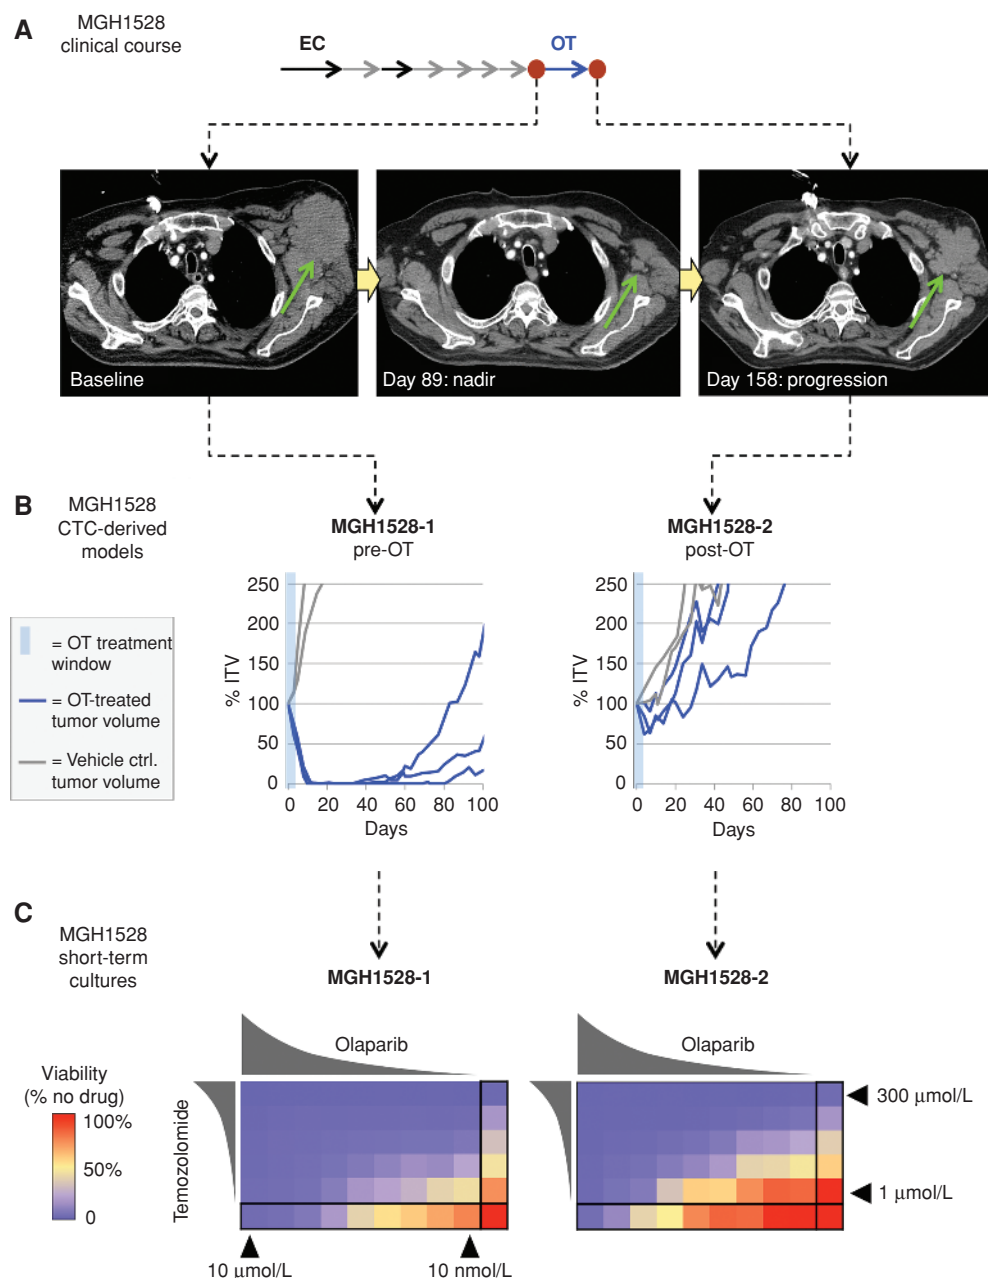 A
MGH1528
clinical course
EC
OT
Baseline
Day 89: nadir
Day 158: progression
B
MGH1528
CTC-derived
models
MGH1528-1
pre-OT
MGH1528-2
post-OT
= OT treatment
window
= OT-treated
tumor volume
= Vehicle ctrl.
tumor volume
% ITV
250
200
150
100
50
0
0 20 40 60 80 100
Days
% ITV
250
200
150
100
50
0
0 20 40 60 80 100
Days
C
MGH1528
short-term
cultures
MGH1528-1
MGH1528-2
Viability
(% no drug)
100%
50%
0
Olaparib
Temozolomide
10 μmol/L
10 nmol/L
Olaparib
300 μmol/L
1 μmol/L